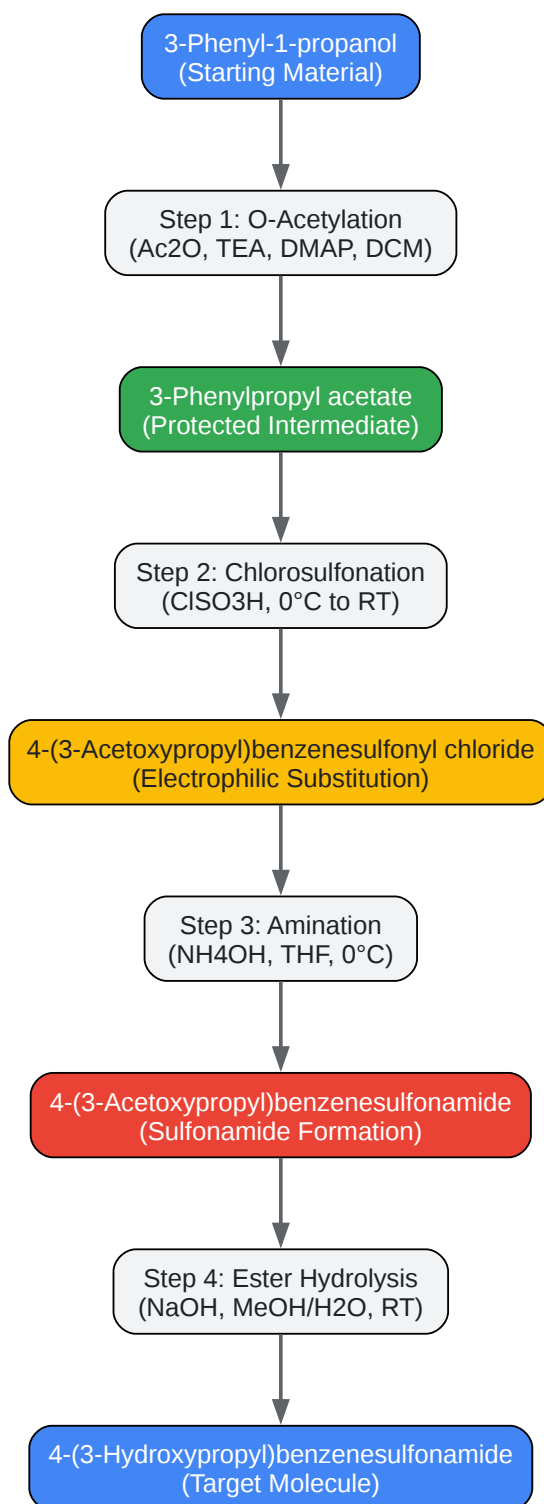 3-Phenyl-1-propanol
(Starting Material)
Step 1: O-Acetylation
(Ac2O, TEA, DMAP, DCM)
3-Phenylpropyl acetate
(Protected Intermediate)
Step 2: Chlorosulfonation
(ClSO3H, 0°C to RT)
4-(3-Acetoxypropyl)benzenesulfonyl chloride
(Electrophilic Substitution)
Step 3: Amination
(NH4OH, THF, 0°C)
4-(3-Acetoxypropyl)benzenesulfonamide
(Sulfonamide Formation)
Step 4: Ester Hydrolysis
(NaOH, MeOH/H2O, RT)
4-(3-Hydroxypropyl)benzenesulfonamide
(Target Molecule)